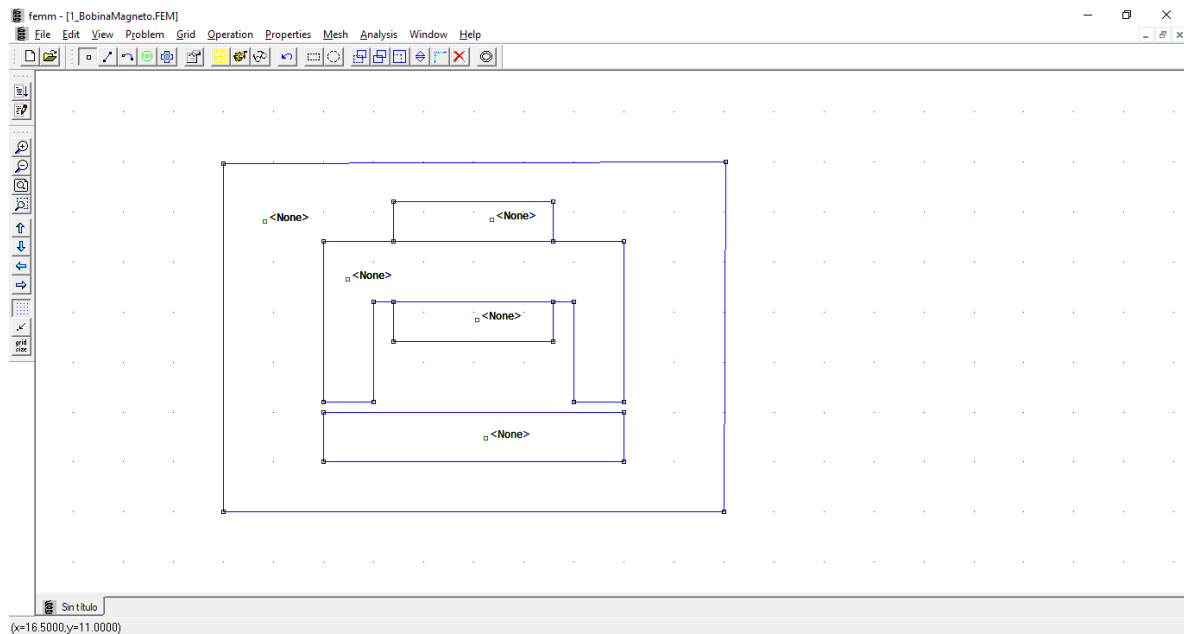 femm - [1_BobinaMagneto.FEM]
File Edit View Problem Grid Operation Properties Mesh Analysis Window Help
<None>
<None>
<None>
<None>
<None>
grid
size
Sin título
(x=16.5000,y=11.0000)